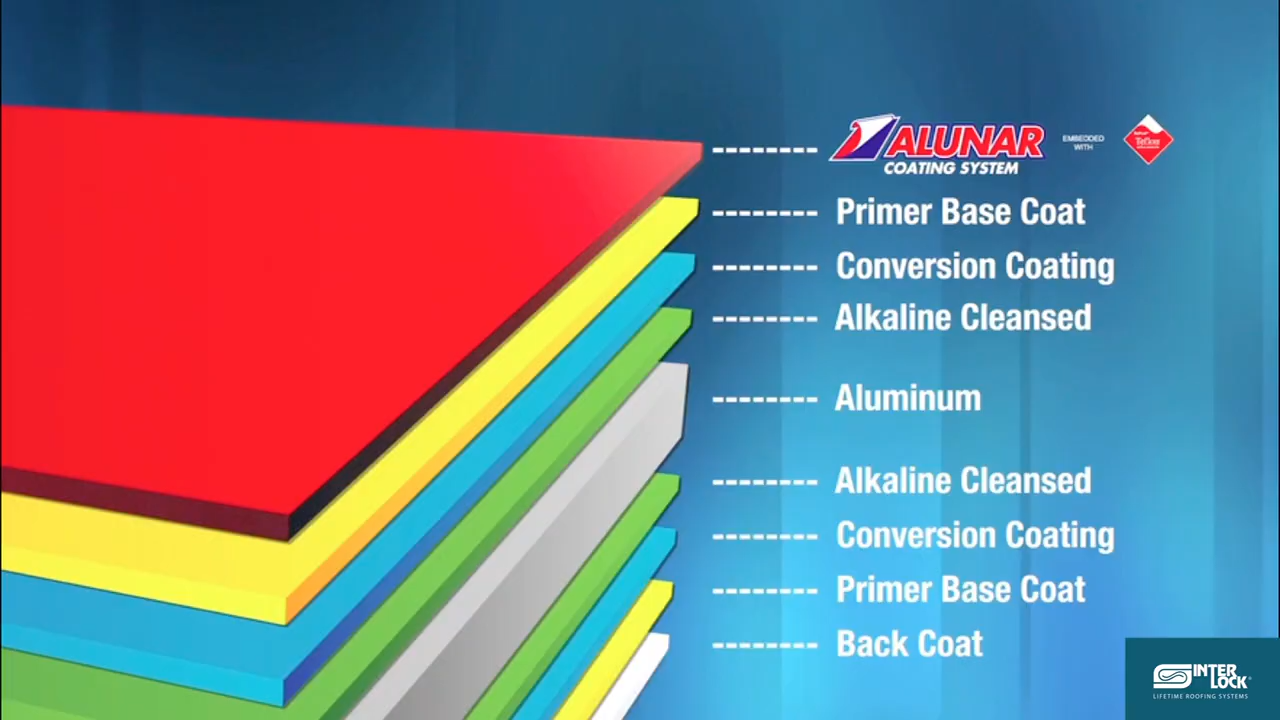 ALUNAR
COATING SYSTEM
EMBEDDED
WITH
Teflon
Primer Base Coat
Conversion Coating
Alkaline Cleansed
Aluminum
Alkaline Cleansed
Conversion Coating
Primer Base Coat
Back Coat
INTER
LOCK®
LIFETIME ROOFING SYSTEMS